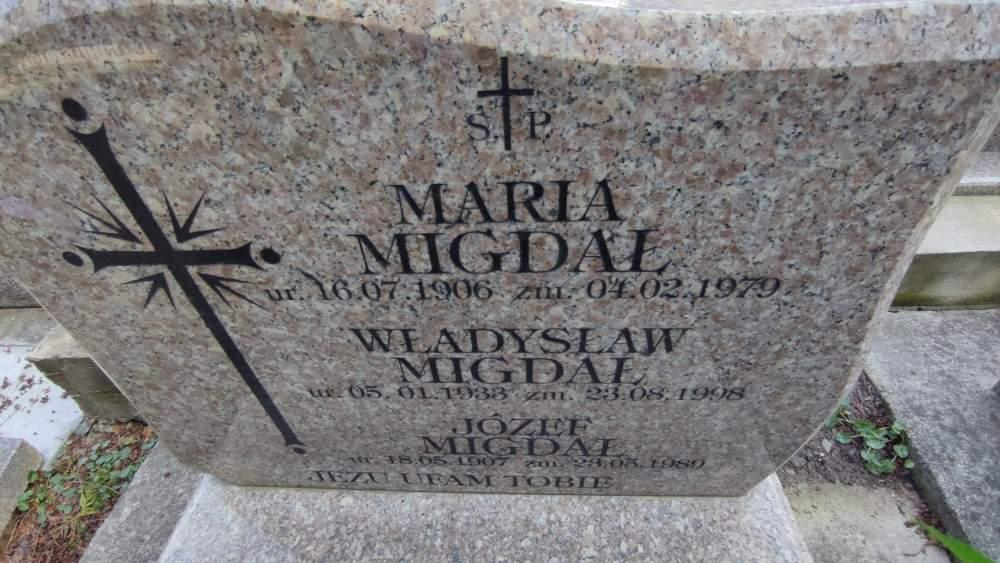 Ś. P.
MARIA
MIGDAŁ
ur. 16.07.1906 zm. 04.02.1979
WŁADYSŁAW
MIGDAŁ
ur. 05.01.1933 zm. 23.08.1998
JÓZEF
MIGDAŁ
ur. 18.05.1907 zm. 23.05.1989
JEZU UFAM TOBIE